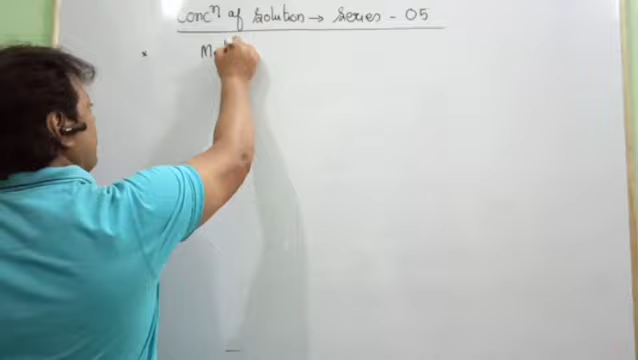 Concⁿ of Solution → Series - 05